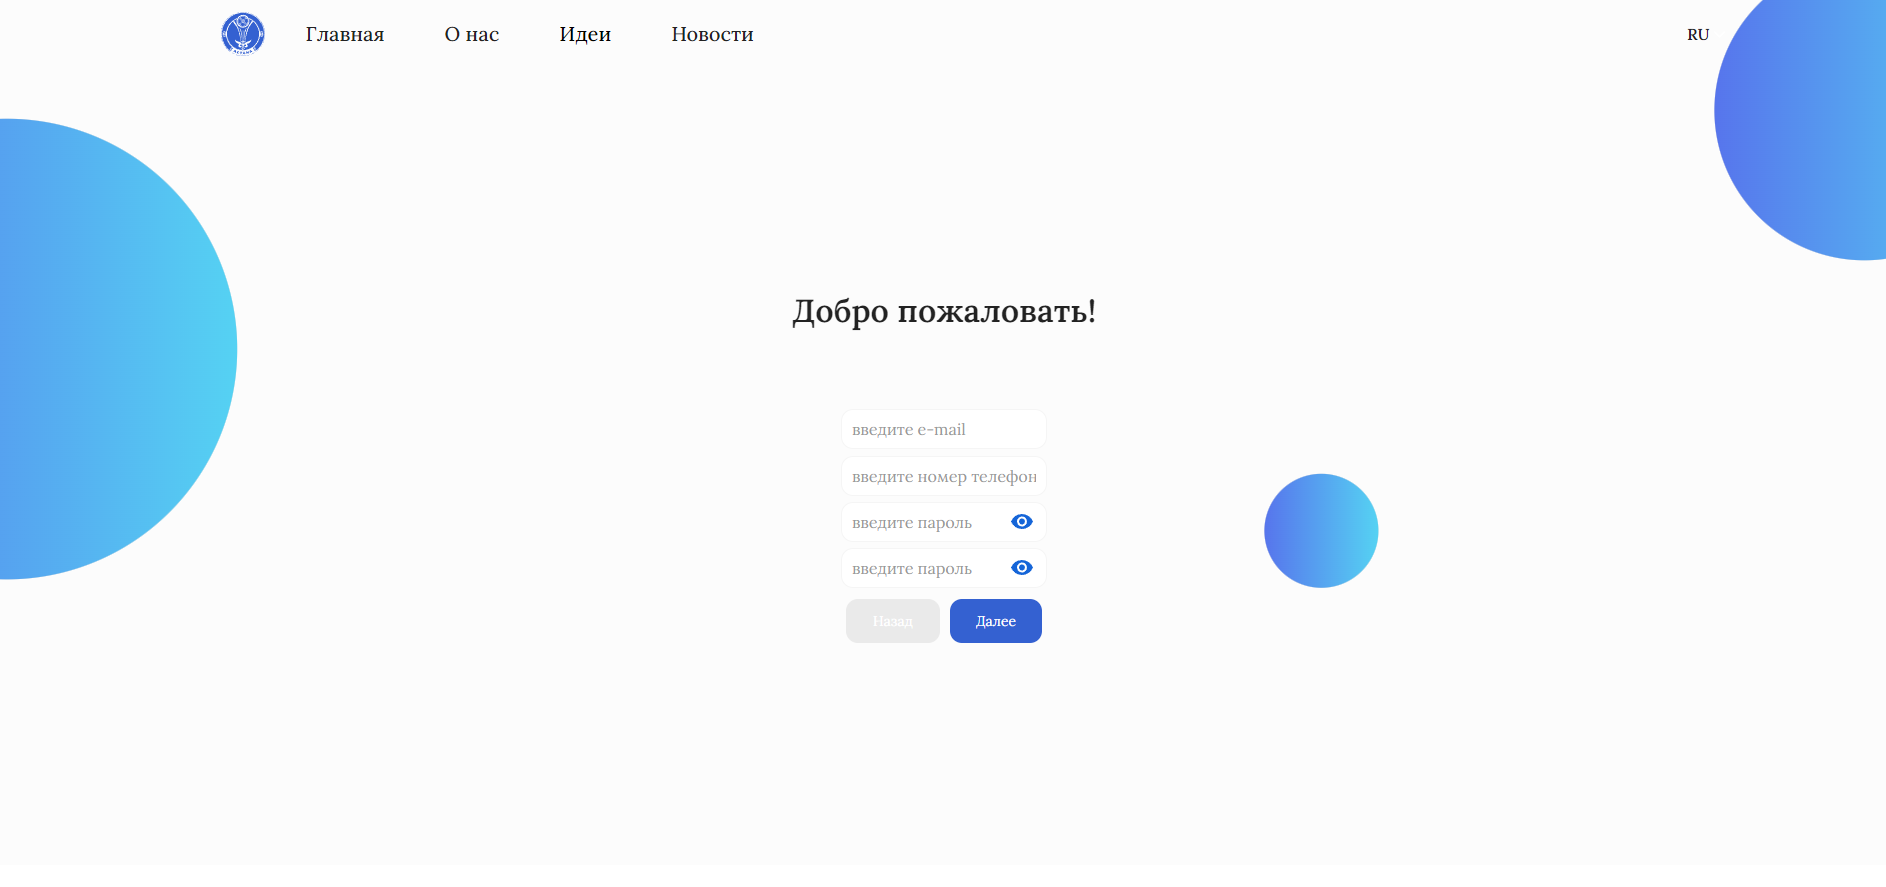 Главная О нас Идеи Новости RU
Добро пожаловать!
введите e-mail
введите номер телефон
введите пароль
введите пароль
Назад Далее